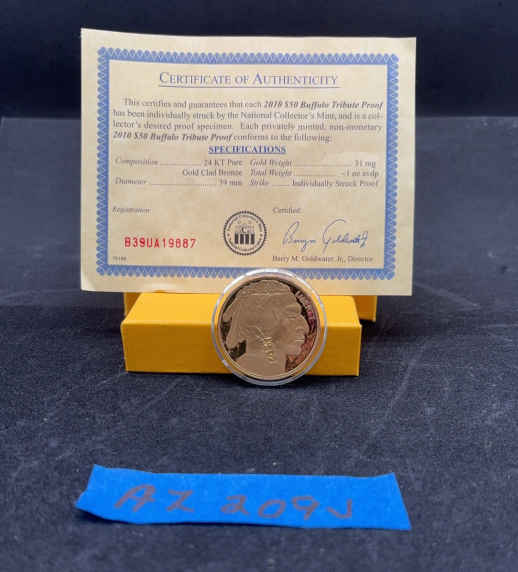 CERTIFICATE OF AUTHENTICITY
This certifies and guarantees that each 2010 $50 Buffalo Tribute Proof
has been individually struck by the National Collector's Mint, and is a col-
lector's desired proof specimen. Each privately minted, non-monetary
2010 $50 Buffalo Tribute Proof conforms to the following:
SPECIFICATIONS
Composition .......... 24 KT Pure Gold Weight .......... 31 mg
Gold Clad Bronze Total Weight .......... ~1 oz avdp
Diameter .......... 39 mm Strike ..... Individually Struck Proof
Registration Certified:
B39UA19887
Barry M. Goldwater, Jr., Director
LIBERTY
AZ 209J